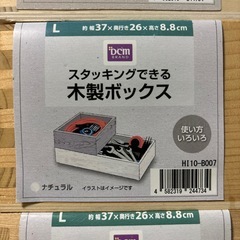 L 約 幅37×奥行き26×高さ8.8cm
dcm
BRAND
スタッキングできる
木製ボックス
使い方
いろいろ
HI10-B007
ナチュラル
イラストはイメージです
4 582319 244734
L 約 幅37×奥行き26×高さ8.8cm